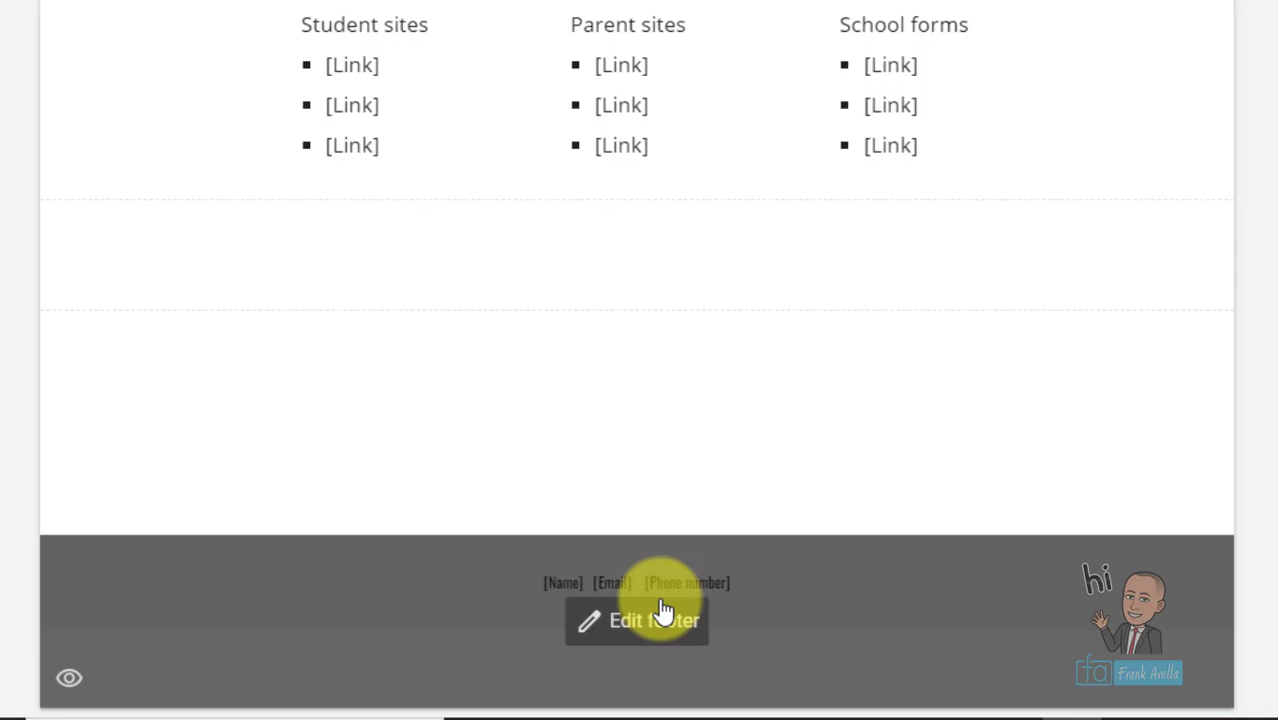 Student sites Parent sites School forms
[Link] [Link] [Link]
[Link] [Link] [Link]
[Link] [Link] [Link]
[Name] [Email] [Phone number]
Edit footer
hi
fa Frank Avella